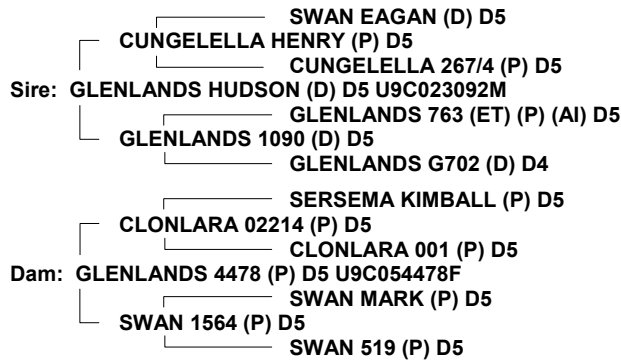 SWAN EAGAN (D) D5
CUNGELELLA HENRY (P) D5
CUNGELELLA 267/4 (P) D5
Sire: GLENLANDS HUDSON (D) D5 U9C023092M
GLENLANDS 763 (ET) (P) (AI) D5
GLENLANDS 1090 (D) D5
GLENLANDS G702 (D) D4
SERSEMA KIMBALL (P) D5
CLONLARA 02214 (P) D5
CLONLARA 001 (P) D5
Dam: GLENLANDS 4478 (P) D5 U9C054478F
SWAN MARK (P) D5
SWAN 1564 (P) D5
SWAN 519 (P) D5